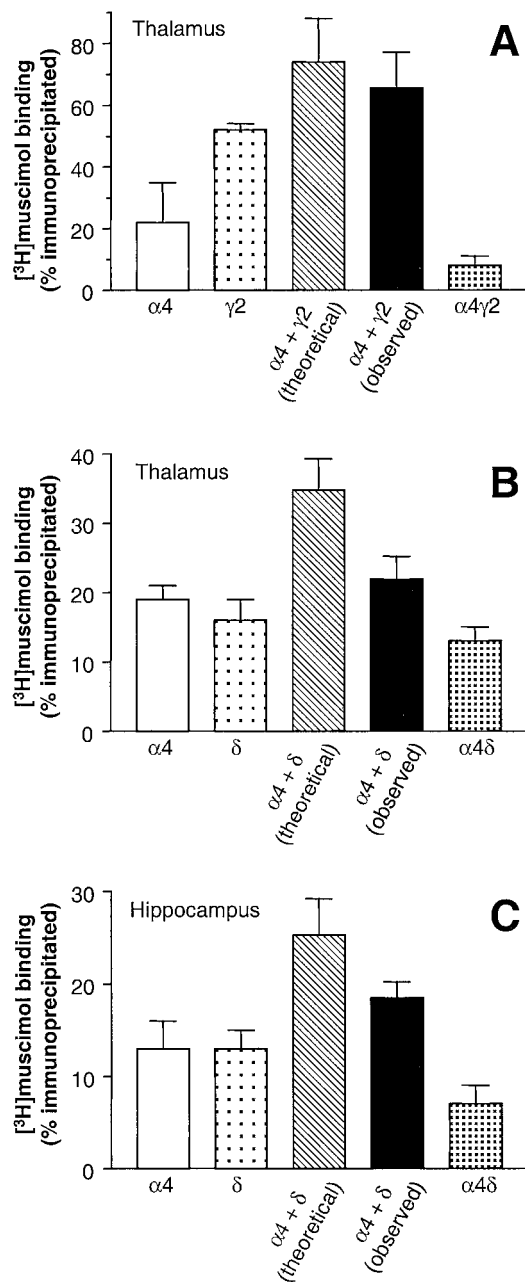 Thalamus
A
[³H]muscimol binding
(% immunoprecipitated)
80
60
40
20
0
α4
γ2
α4 + γ2
(theoretical)
α4 + γ2
(observed)
α4γ2
Thalamus
B
[³H]muscimol binding
(% immunoprecipitated)
40
30
20
10
0
α4
δ
α4 + δ
(theoretical)
α4 + δ
(observed)
α4δ
Hippocampus
C
[³H]muscimol binding
(% immunoprecipitated)
30
20
10
0
α4
δ
α4 + δ
(theoretical)
α4 + δ
(observed)
α4δ